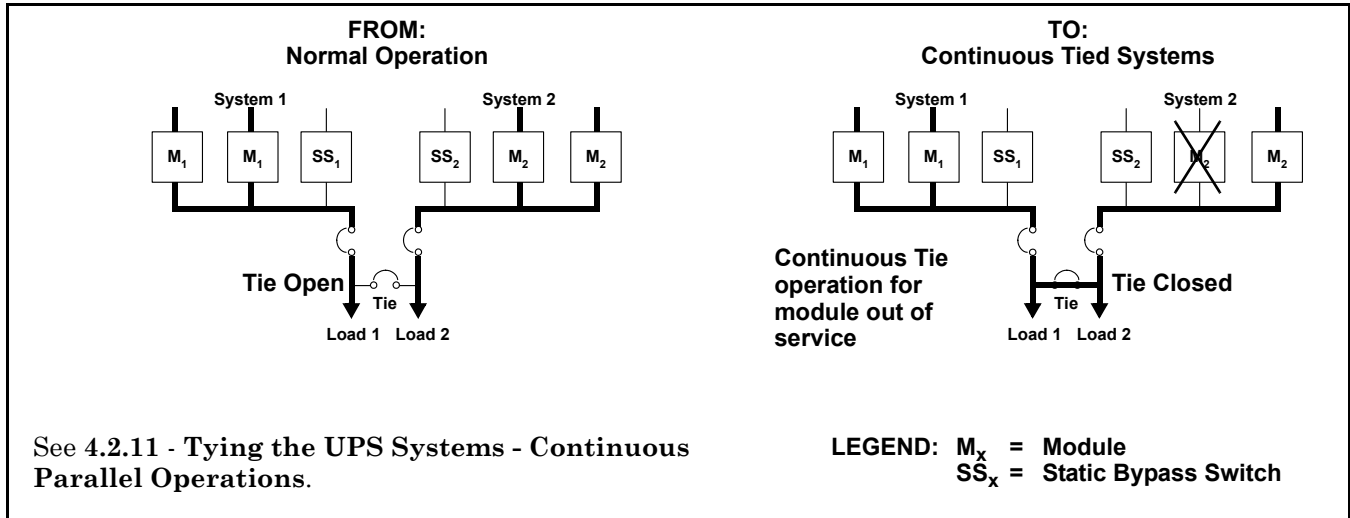 FROM:
Normal Operation
System 1
System 2
M1
M1
SS1
SS2
M2
M2
Tie Open
Tie
Load 1
Load 2
TO:
Continuous Tied Systems
System 1
System 2
M1
M1
SS1
SS2
M2
M2
Continuous Tie
operation for
module out of
service
Tie Closed
Tie
Load 1
Load 2
See 4.2.11 - Tying the UPS Systems - Continuous
Parallel Operations.
LEGEND: Mx = Module
SSx = Static Bypass Switch